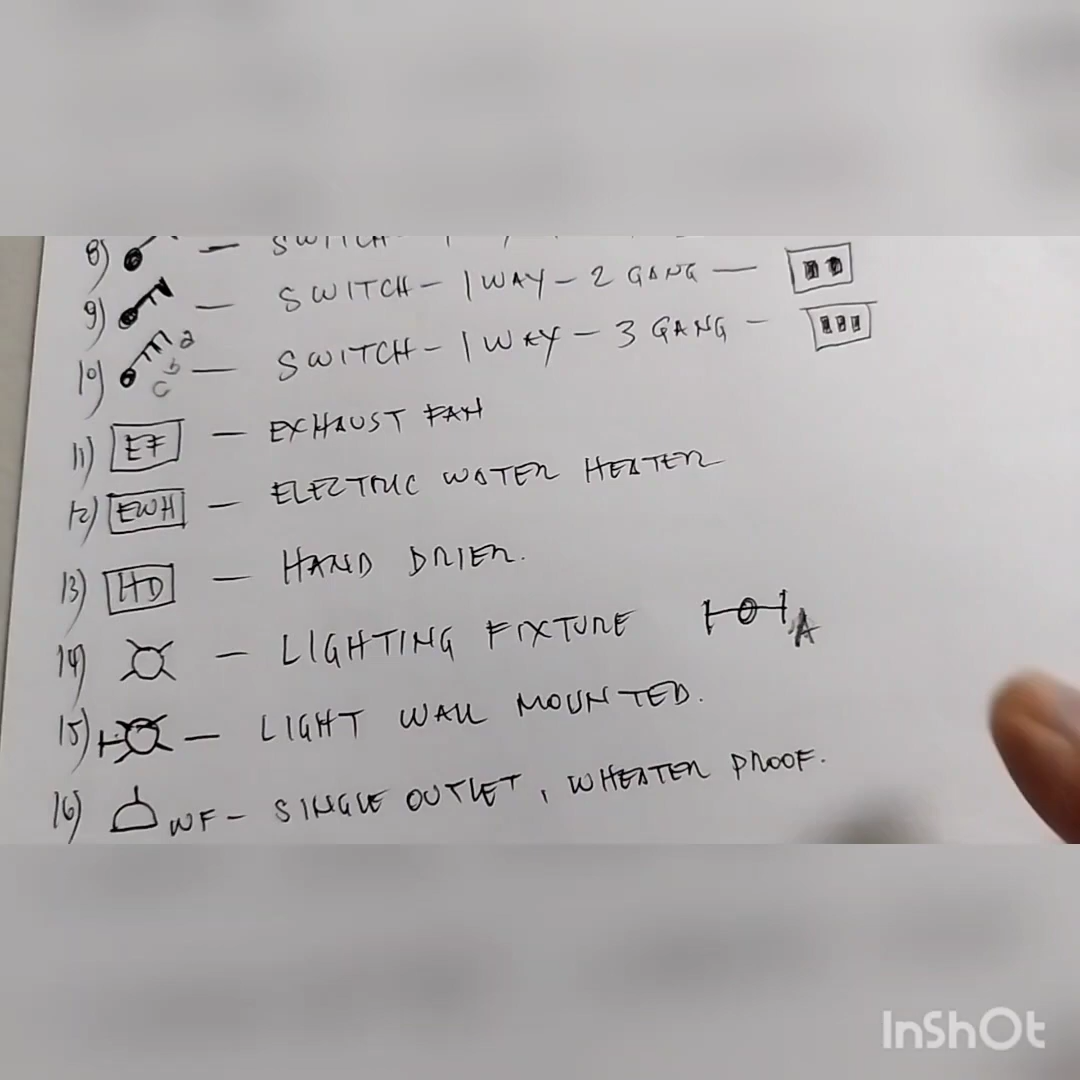 8) — SWITCH
9) — SWITCH - 1 WAY - 2 GANG —
10) a b c — SWITCH - 1 WAY - 3 GANG -
11) EF — EXHAUST FAN
12) EWH — ELECTRIC WATER HEATER
13) HD — HAND DRIER.
14) — LIGHTING FIXTURE A
15) — LIGHT WALL MOUNTED.
16) WF - SINGLE OUTLET, WHEATER PROOF.
InShOt